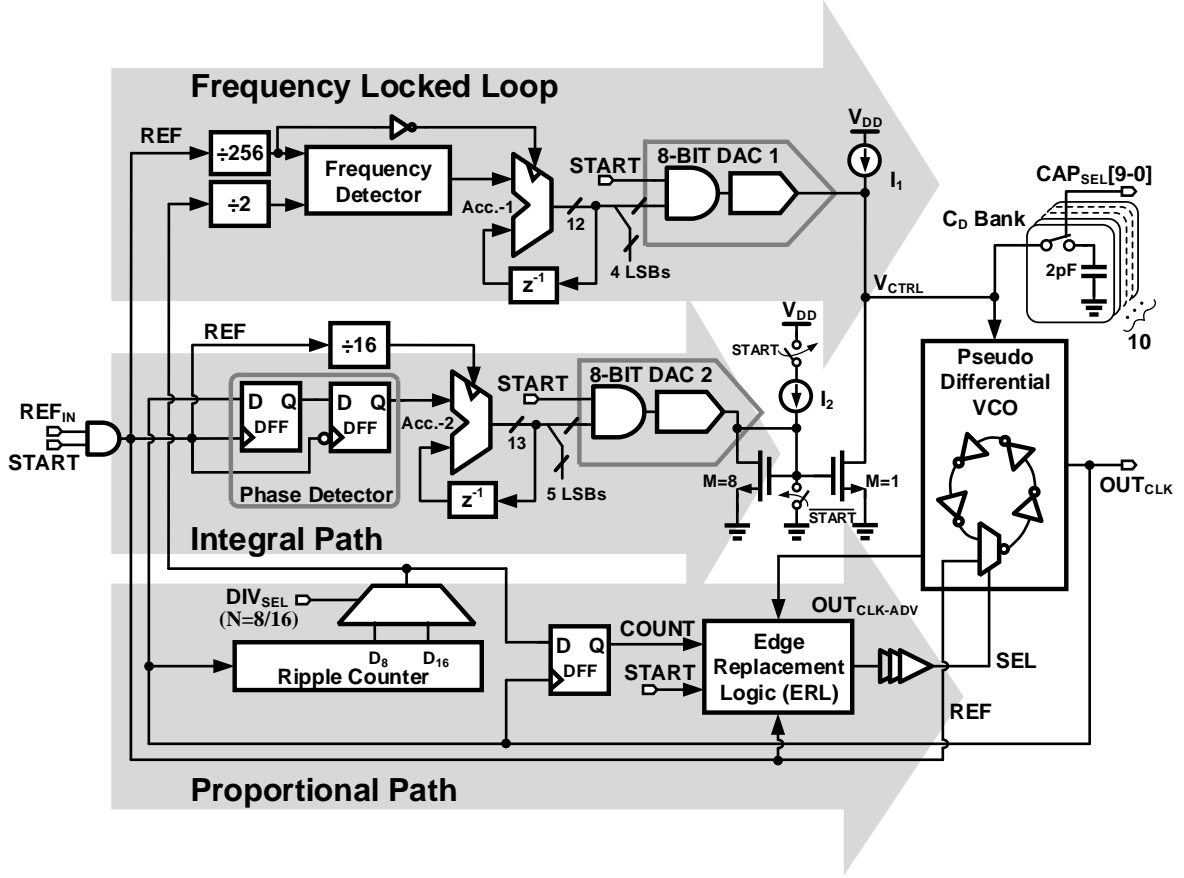 Frequency Locked Loop
REF
÷256
÷2
Frequency
Detector
Acc.-1
12
z⁻¹
START
4 LSBs
8-BIT DAC 1
V_DD
I₁
C_D Bank
CAP_SEL[9-0]
2pF
10
V_CTRL
REF
÷16
REF_IN
START
D Q
DFF
D Q
DFF
Phase Detector
Acc.-2
13
z⁻¹
START
5 LSBs
8-BIT DAC 2
V_DD
START
I₂
M=8
M=1
S̅T̅A̅R̅T̅
Integral Path
Pseudo
Differential
VCO
OUT_CLK
DIV_SEL
(N=8/16)
D₈ D₁₆
Ripple Counter
D Q
DFF
COUNT
START
OUT_CLK-ADV
Edge
Replacement
Logic (ERL)
SEL
REF
Proportional Path